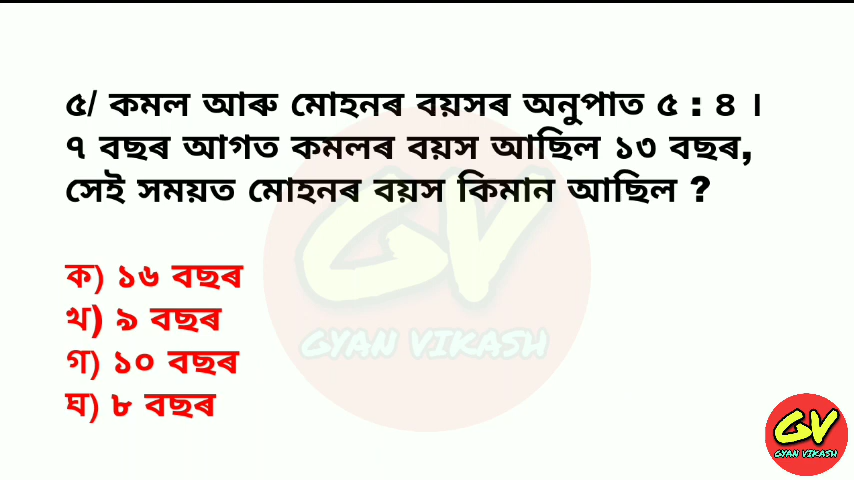 ৫/ কমল আৰু মোহনৰ বয়সৰ অনুপাত ৫ : ৪ ।
৭ বছৰ আগত কমলৰ বয়স আছিল ১৩ বছৰ,
সেই সময়ত মোহনৰ বয়স কিমান আছিল ?
ক) ১৬ বছৰ
খ) ৯ বছৰ
গ) ১০ বছৰ
ঘ) ৮ বছৰ
GV
GYAN VIKASH
GV
GYAN VIKASH